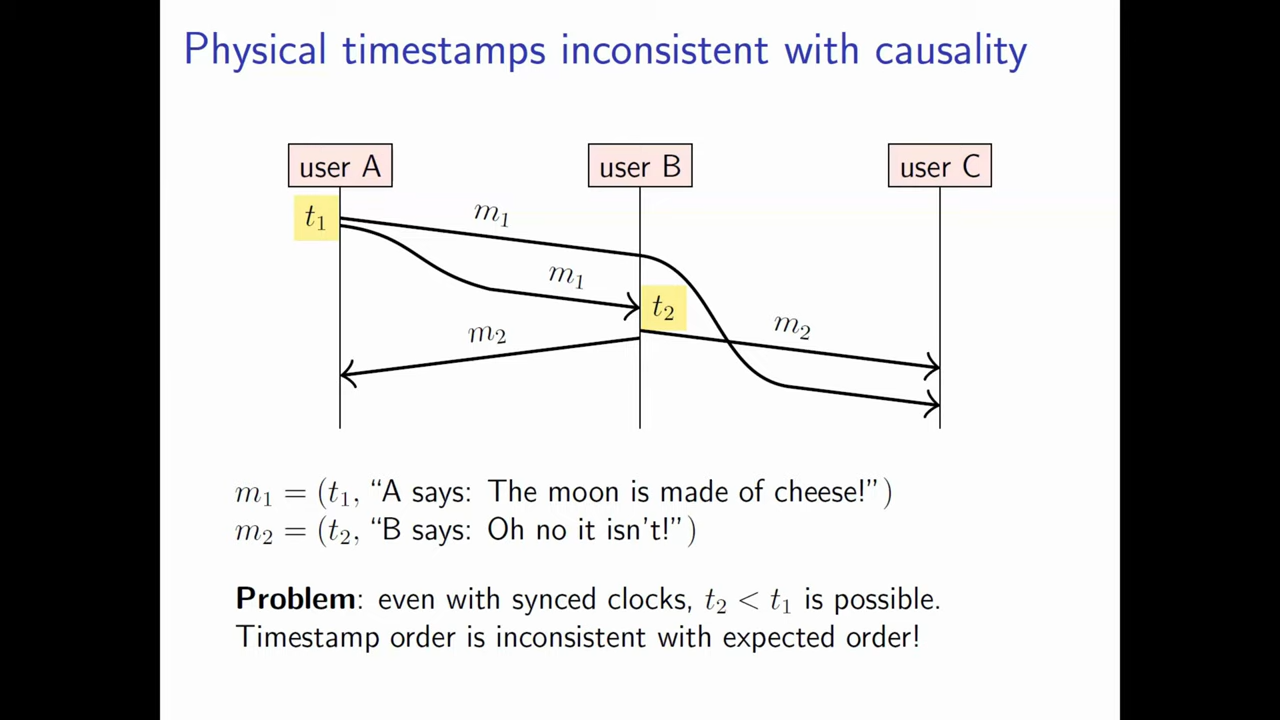 Physical timestamps inconsistent with causality
user A
user B
user C
t₁
m₁
m₁
t₂
m₂
m₂
m₁ = (t₁, “A says: The moon is made of cheese!”)
m₂ = (t₂, “B says: Oh no it isn't!”)
Problem: even with synced clocks, t₂ < t₁ is possible.
Timestamp order is inconsistent with expected order!